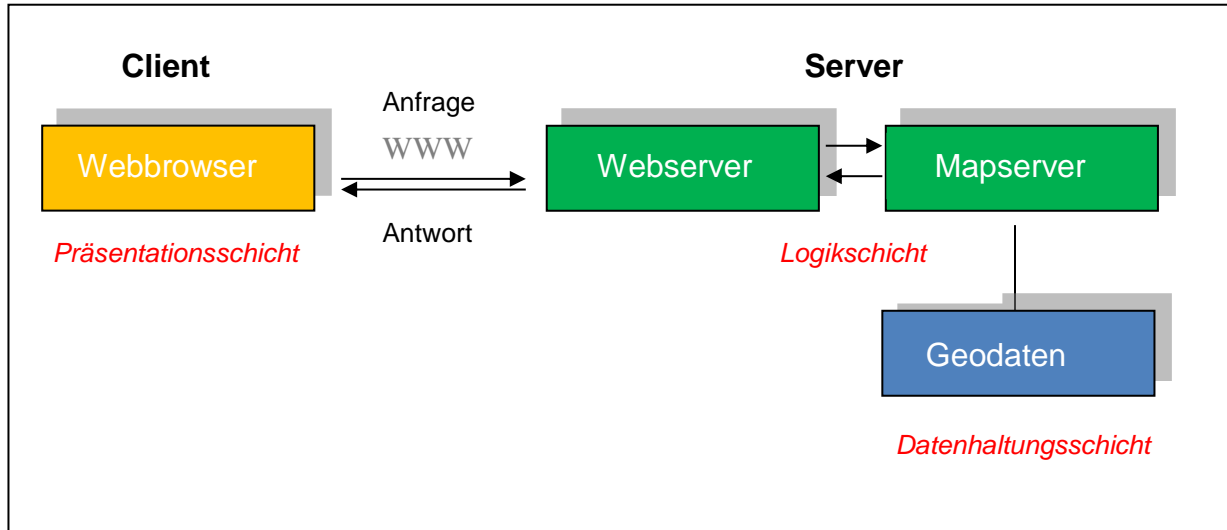 Client
Server
Anfrage
WWW
Webbrowser
Webserver
Mapserver
Antwort
Präsentationsschicht
Logikschicht
Geodaten
Datenhaltungsschicht